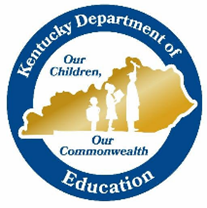 Kentucky Department of
Our
Children,
Our
Commonwealth
Education